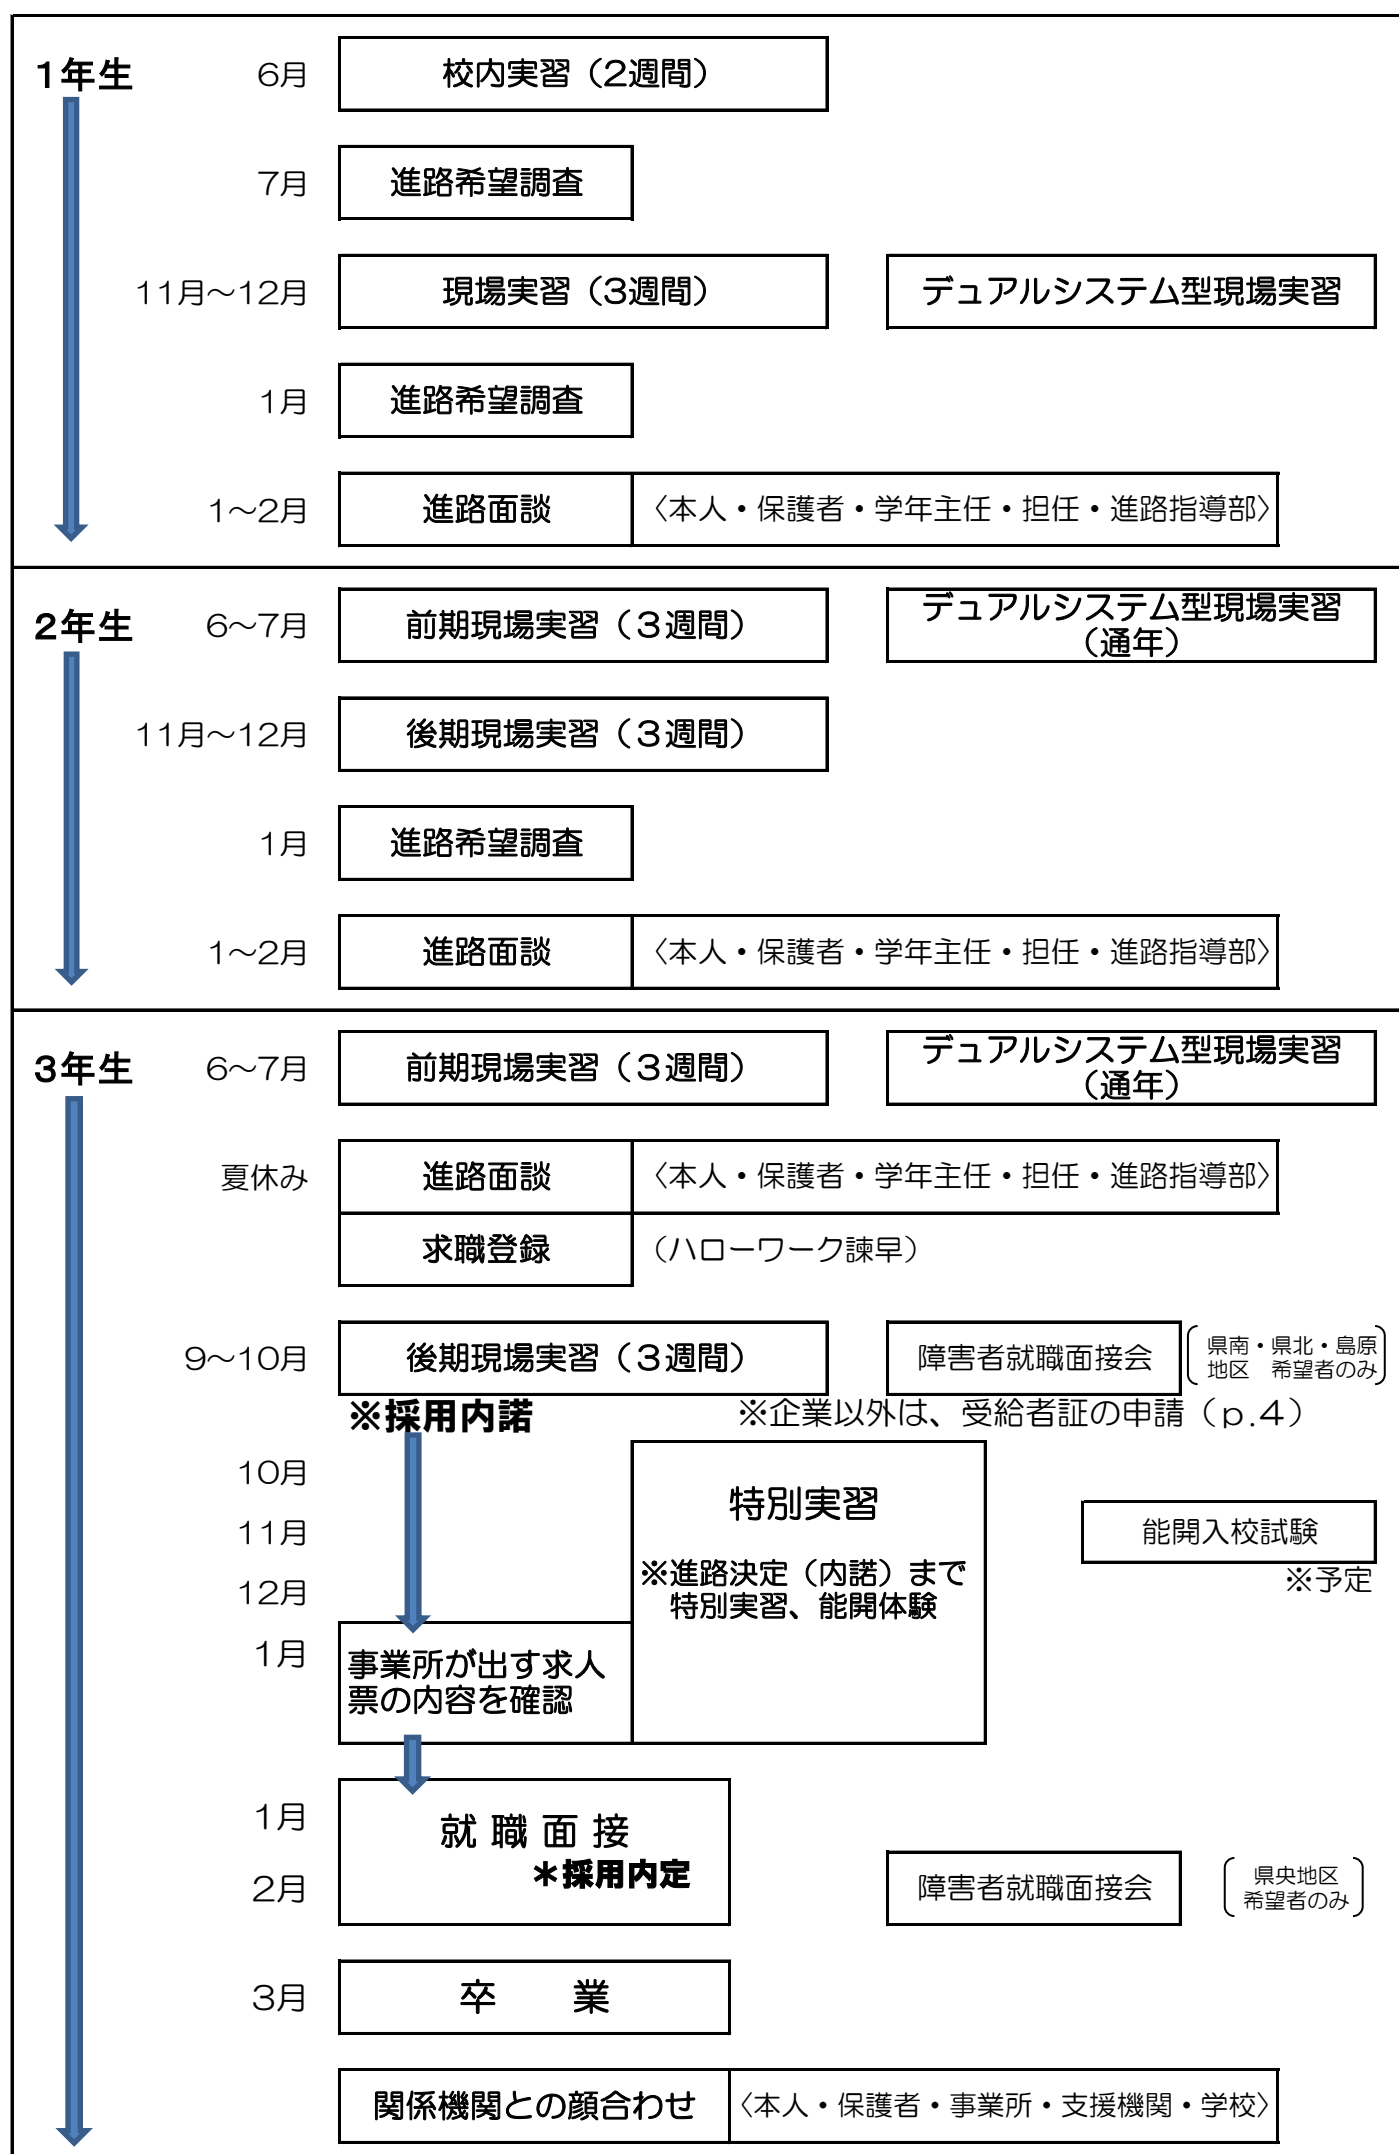 1年生
6月
校内実習（2週間）
7月
進路希望調査
11月～12月
現場実習（3週間）
デュアルシステム型現場実習
1月
進路希望調査
1～2月
進路面談
〈本人・保護者・学年主任・担任・進路指導部〉
2年生
6～7月
前期現場実習（３週間）
デュアルシステム型現場実習
（通年）
11月～12月
後期現場実習（３週間）
1月
進路希望調査
1～2月
進路面談
〈本人・保護者・学年主任・担任・進路指導部〉
3年生
6～7月
前期現場実習（３週間）
デュアルシステム型現場実習
（通年）
夏休み
進路面談
〈本人・保護者・学年主任・担任・進路指導部〉
求職登録
（ハローワーク諫早）
9～10月
後期現場実習（３週間）
障害者就職面接会
県南・県北・島原
地区　希望者のみ
※採用内諾
※企業以外は、受給者証の申請（p.4）
10月
特別実習
11月
能開入校試験
※予定
※進路決定（内諾）まで
特別実習、能開体験
12月
1月
事業所が出す求人
票の内容を確認
1月
就 職 面 接
＊採用内定
2月
障害者就職面接会
県央地区
希望者のみ
3月
卒　　業
関係機関との顔合わせ
〈本人・保護者・事業所・支援機関・学校〉